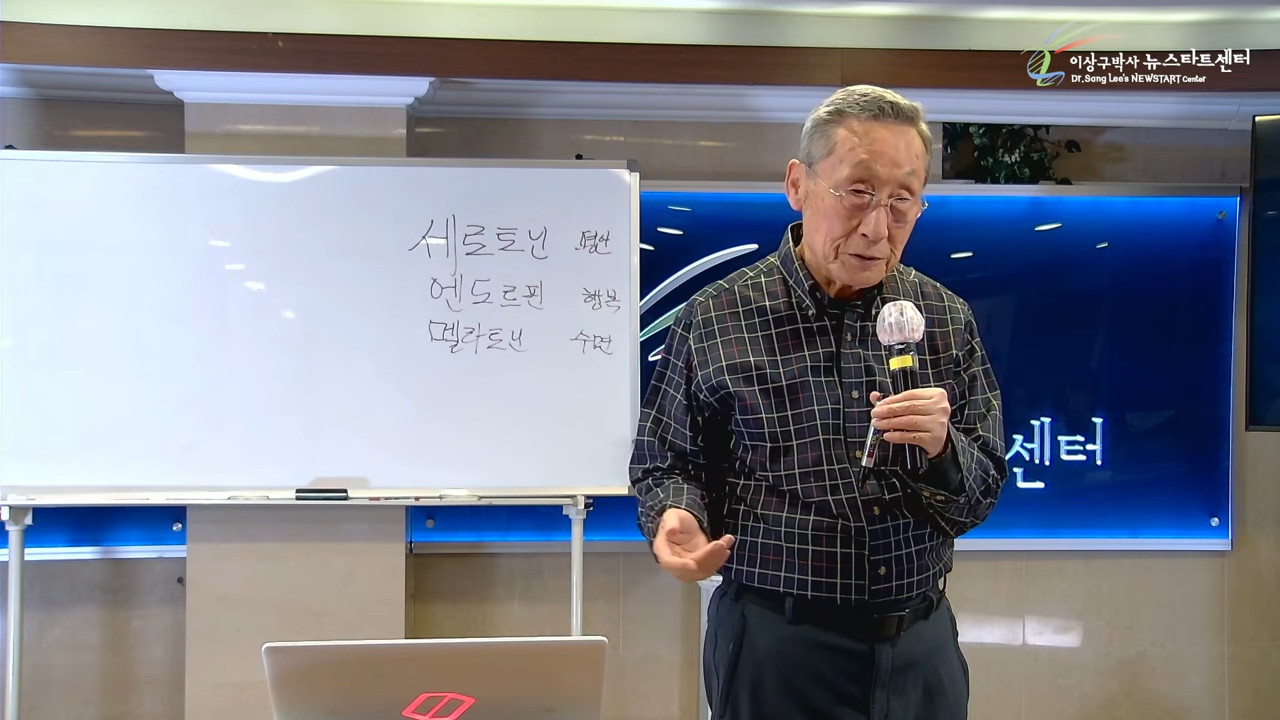 이상구박사 뉴스타트센터
Dr. Sang Lee's NEWSTART Center
세로토닌 평안
엔도르핀 행복
멜라토닌 수면
센터